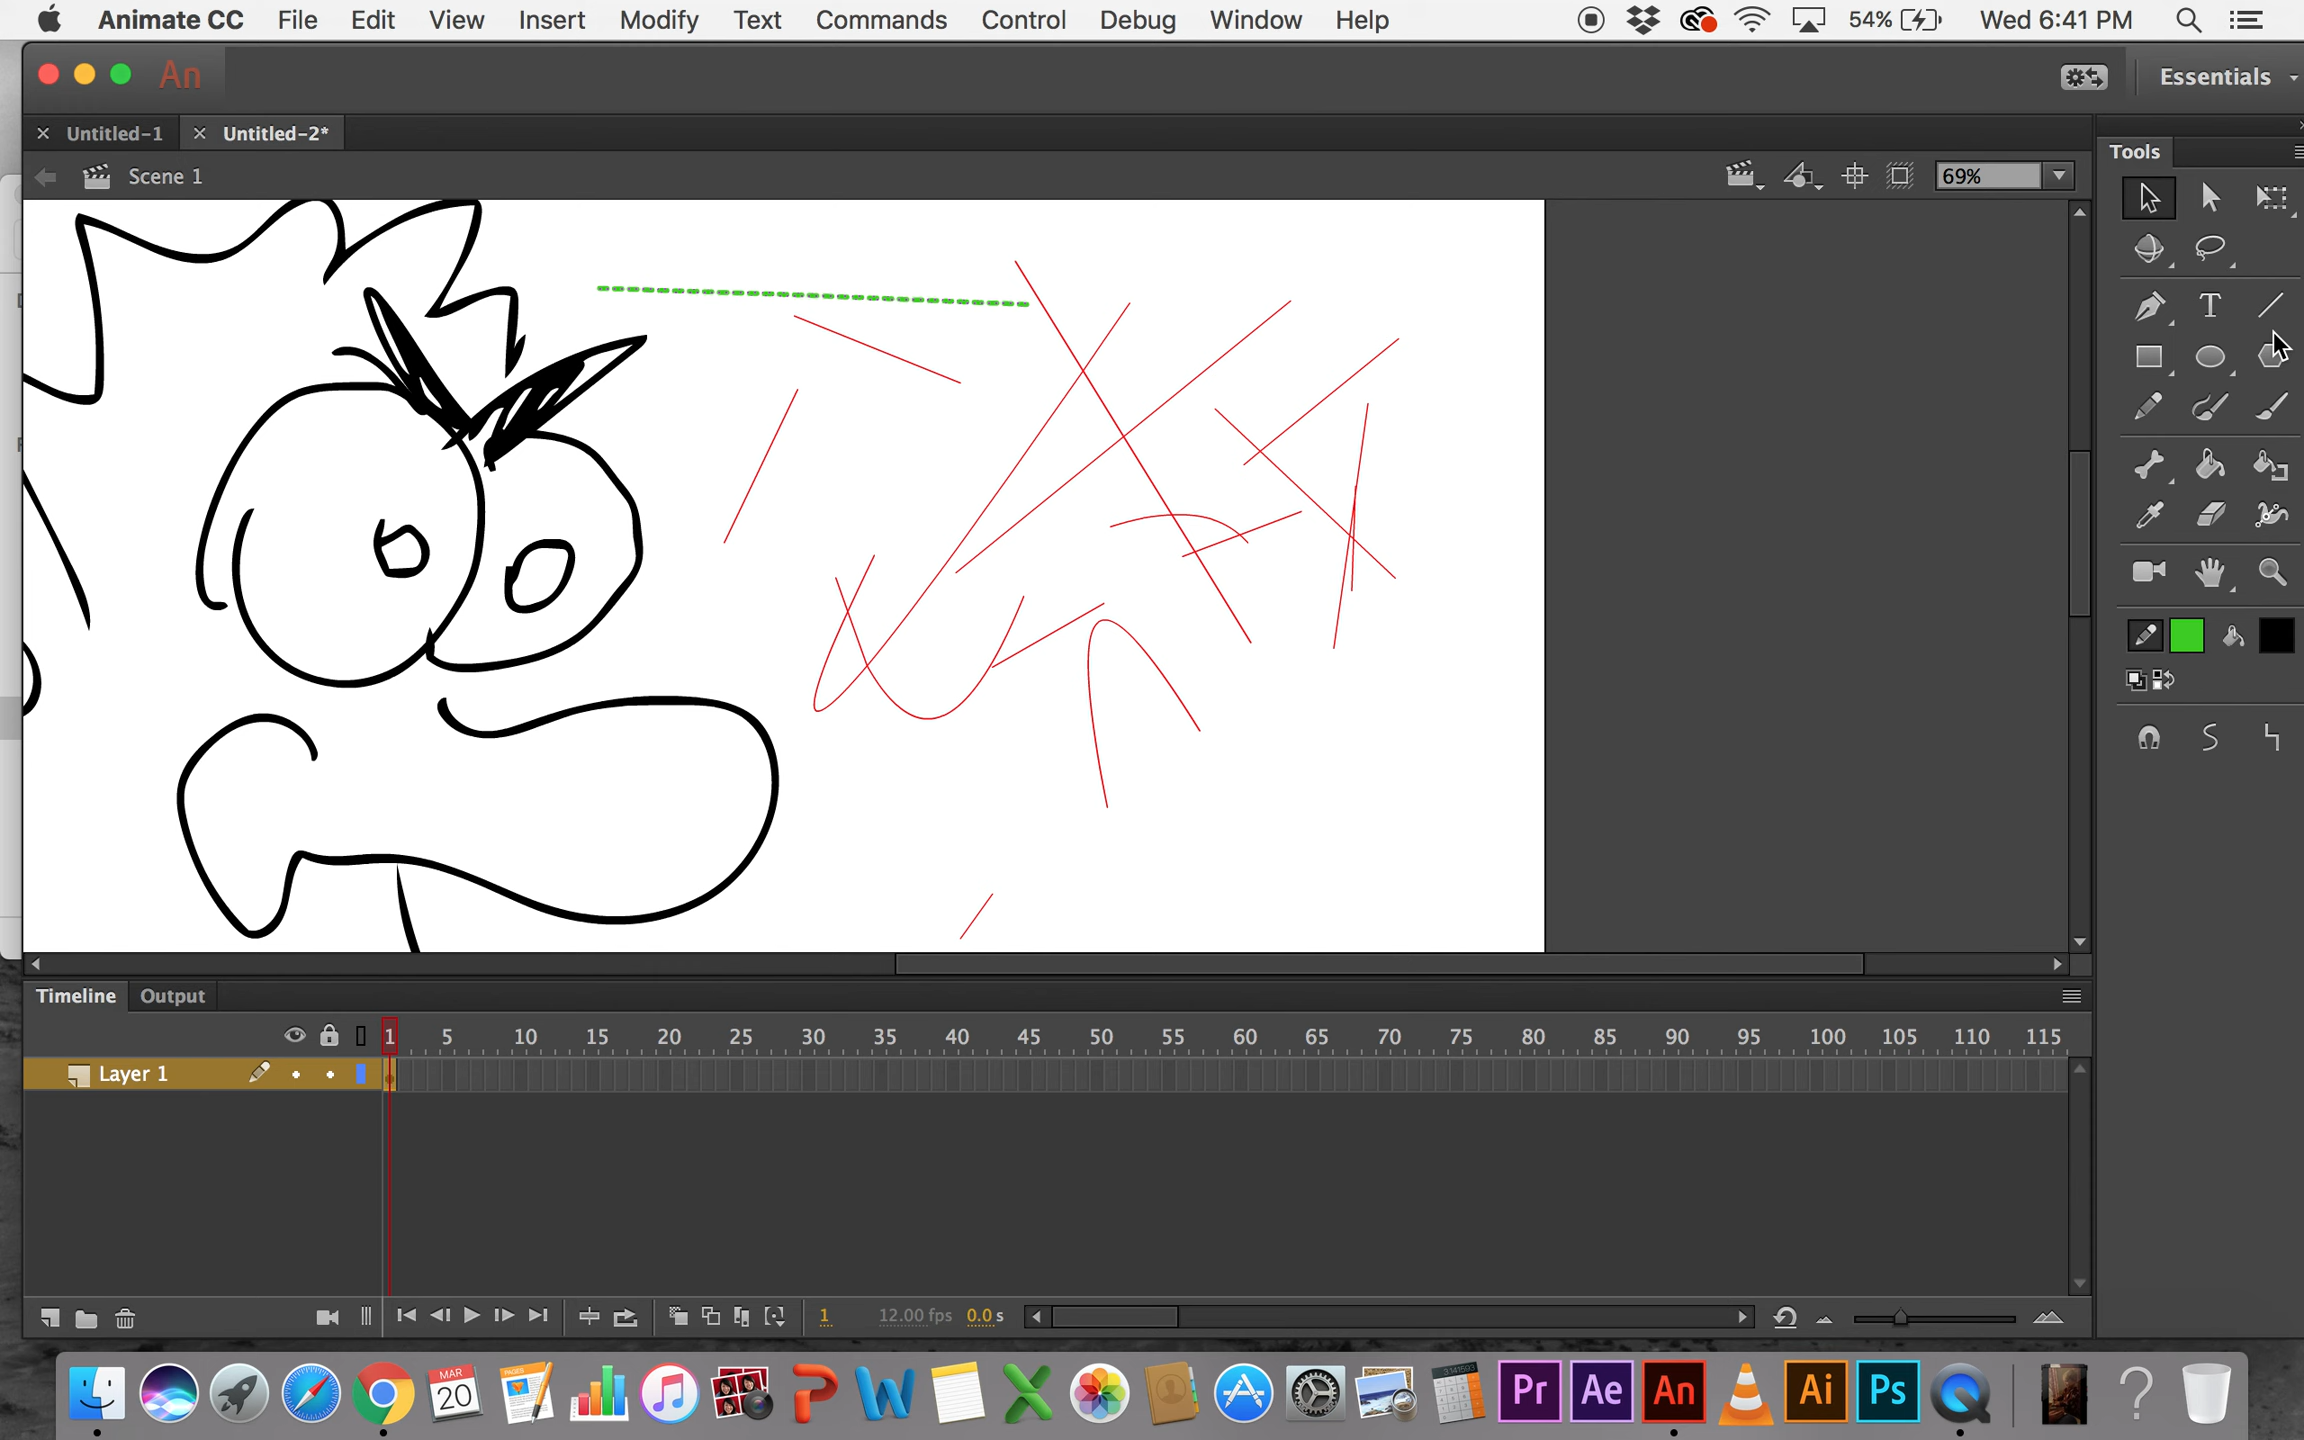 Animate CC File Edit View Insert Modify Text Commands Control Debug Window Help 54% Wed 6:41 PM
An Essentials
Untitled-1 Untitled-2*
Tools
Scene 1 69%
T
Timeline Output
1 5 10 15 20 25 30 35 40 45 50 55 60 65 70 75 80 85 90 95 100 105 110 115
Layer 1
1 12.00 fps 0.0 s
MAR
20
PAGES
3.141593
Pr Ae An Ai Ps